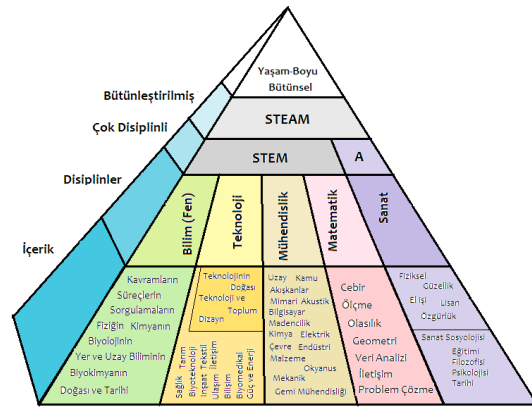 Yaşam-Boyu
Bütünsel
Bütünleştirilmiş
STEAM
Çok Disiplinli
STEM
A
Disiplinler
Bilim (Fen)
Teknoloji
Mühendislik
Matematik
Sanat
İçerik
Kavramların
Süreçlerin
Sorgulamaların
Fiziğin Kimyanın
Biyolojinin
Yer ve Uzay Biliminin
Biyokimyanın
Doğası ve Tarihi
Teknolojinin
Doğası
Teknoloji ve
Toplum
Dizayn
Sağlık Tarım
Biyoteknoloji
İnşaat Tekstil
Ulaşım İletişim
Bilişim
Biyomedikal
Güç ve Enerji
Uzay Kamu
Akışkanlar
Mimari Akustik
Bilgisayar
Madencilik
Kimya Elektrik
Çevre Endüstri
Malzeme
Okyanus
Mekanik
Gemi Mühendisliği
Cebir
Ölçme
Olasılık
Geometri
Veri Analizi
İletişim
Problem Çözme
Fiziksel
Güzellik
El işi Lisan
Özgürlük
Sanat Sosyolojisi
Eğitimi
Filozofisi
Psikolojisi
Tarihi